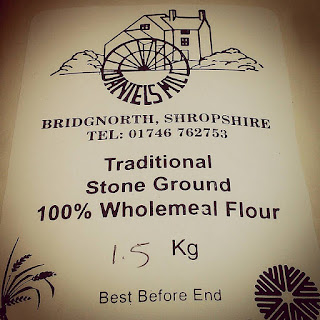 DANIELS MILL
BRIDGNORTH, SHROPSHIRE
TEL: 01746 762753
Traditional
Stone Ground
100% Wholemeal Flour
1.5 Kg
Best Before End